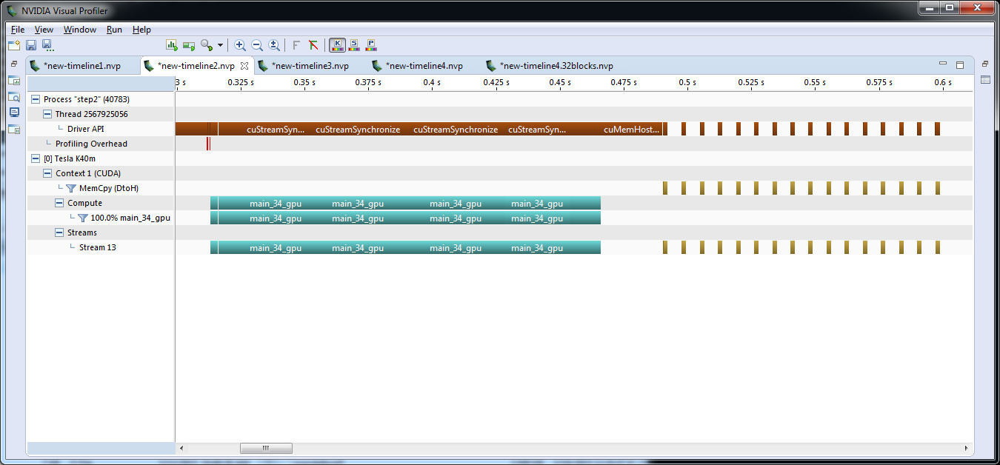 NVIDIA Visual Profiler
File View Window Run Help
F K S P
*new-timeline1.nvp *new-timeline2.nvp *new-timeline3.nvp *new-timeline4.nvp *new-timeline4.32blocks.nvp
3 s 0.325 s 0.35 s 0.375 s 0.4 s 0.425 s 0.45 s 0.475 s 0.5 s 0.525 s 0.55 s 0.575 s 0.6 s
Process "step2" (40783)
Thread 2567925056
Driver API cuStreamSyn... cuStreamSynchronize cuStreamSynchronize cuStreamSyn... cuMemHost...
Profiling Overhead
[0] Tesla K40m
Context 1 (CUDA)
MemCpy (DtoH)
Compute main_34_gpu main_34_gpu main_34_gpu main_34_gpu
100.0% main_34_gpu main_34_gpu main_34_gpu main_34_gpu main_34_gpu
Streams
Stream 13 main_34_gpu main_34_gpu main_34_gpu main_34_gpu